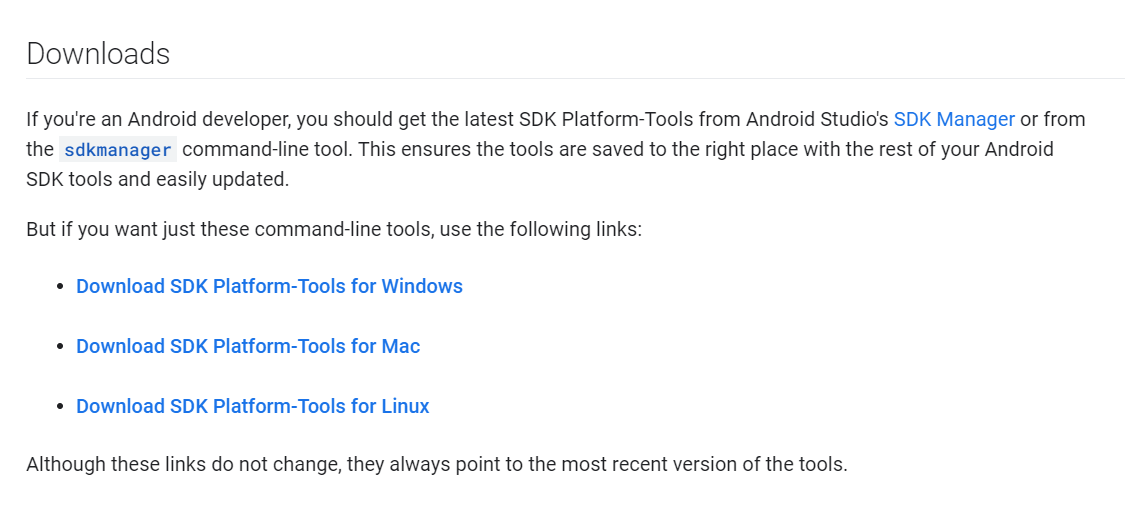 Downloads
If you're an Android developer, you should get the latest SDK Platform-Tools from Android Studio's SDK Manager or from
the sdkmanager command-line tool. This ensures the tools are saved to the right place with the rest of your Android
SDK tools and easily updated.
But if you want just these command-line tools, use the following links:
• Download SDK Platform-Tools for Windows
• Download SDK Platform-Tools for Mac
• Download SDK Platform-Tools for Linux
Although these links do not change, they always point to the most recent version of the tools.